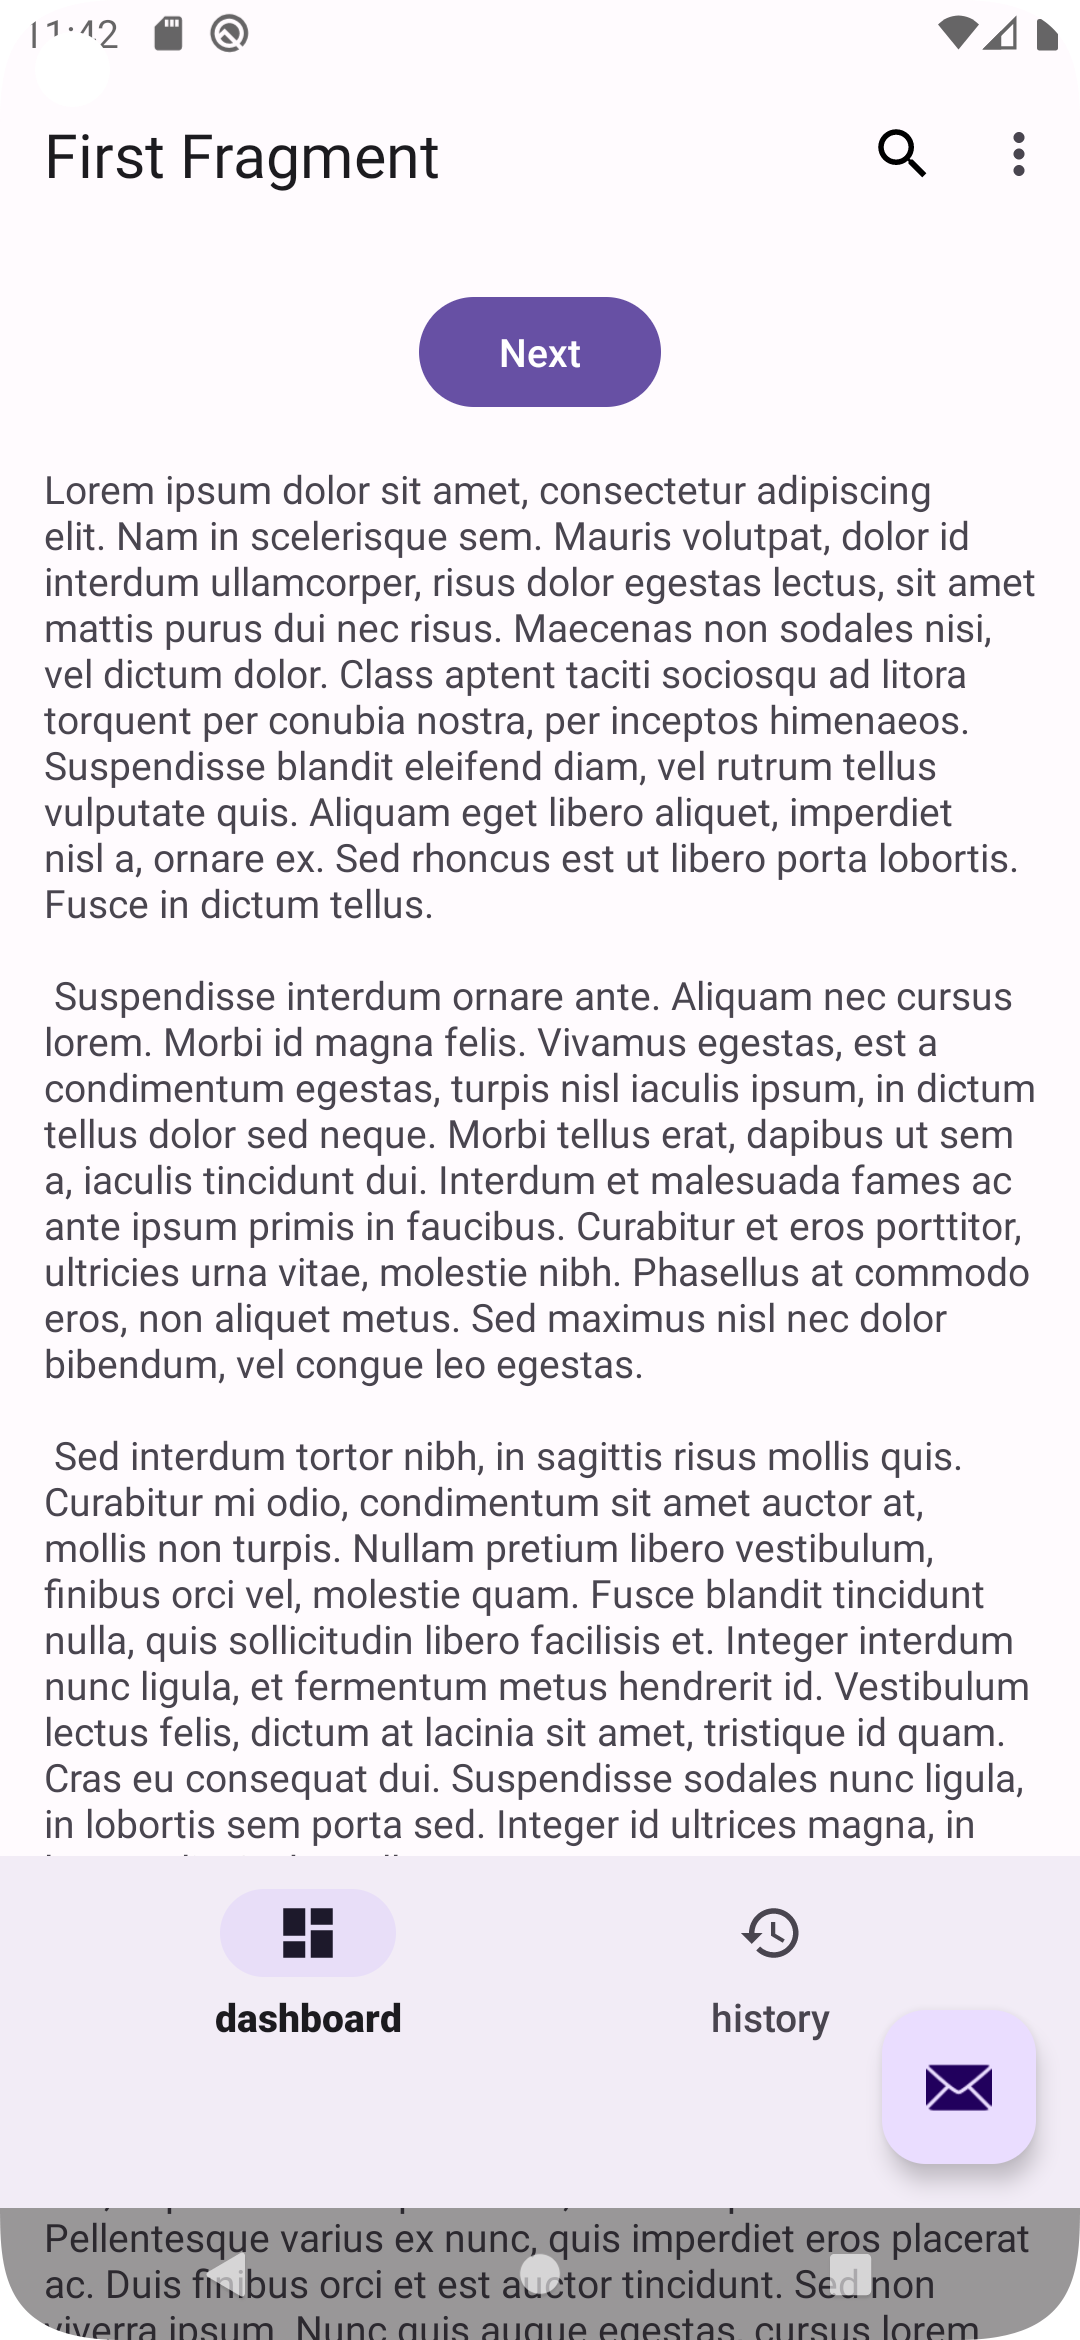 11:42
First Fragment
Next
Lorem ipsum dolor sit amet, consectetur adipiscing
elit. Nam in scelerisque sem. Mauris volutpat, dolor id
interdum ullamcorper, risus dolor egestas lectus, sit amet
mattis purus dui nec risus. Maecenas non sodales nisi,
vel dictum dolor. Class aptent taciti sociosqu ad litora
torquent per conubia nostra, per inceptos himenaeos.
Suspendisse blandit eleifend diam, vel rutrum tellus
vulputate quis. Aliquam eget libero aliquet, imperdiet
nisl a, ornare ex. Sed rhoncus est ut libero porta lobortis.
Fusce in dictum tellus.
Suspendisse interdum ornare ante. Aliquam nec cursus
lorem. Morbi id magna felis. Vivamus egestas, est a
condimentum egestas, turpis nisl iaculis ipsum, in dictum
tellus dolor sed neque. Morbi tellus erat, dapibus ut sem
a, iaculis tincidunt dui. Interdum et malesuada fames ac
ante ipsum primis in faucibus. Curabitur et eros porttitor,
ultricies urna vitae, molestie nibh. Phasellus at commodo
eros, non aliquet metus. Sed maximus nisl nec dolor
bibendum, vel congue leo egestas.
Sed interdum tortor nibh, in sagittis risus mollis quis.
Curabitur mi odio, condimentum sit amet auctor at,
mollis non turpis. Nullam pretium libero vestibulum,
finibus orci vel, molestie quam. Fusce blandit tincidunt
nulla, quis sollicitudin libero facilisis et. Integer interdum
nunc ligula, et fermentum metus hendrerit id. Vestibulum
lectus felis, dictum at lacinia sit amet, tristique id quam.
Cras eu consequat dui. Suspendisse sodales nunc ligula,
in lobortis sem porta sed. Integer id ultrices magna, in
dashboard
history
Pellentesque varius ex nunc, quis imperdiet eros placerat
ac. Duis finibus orci et est auctor tincidunt. Sed non
viverra ipsum. Nunc quis augue egestas, cursus lorem